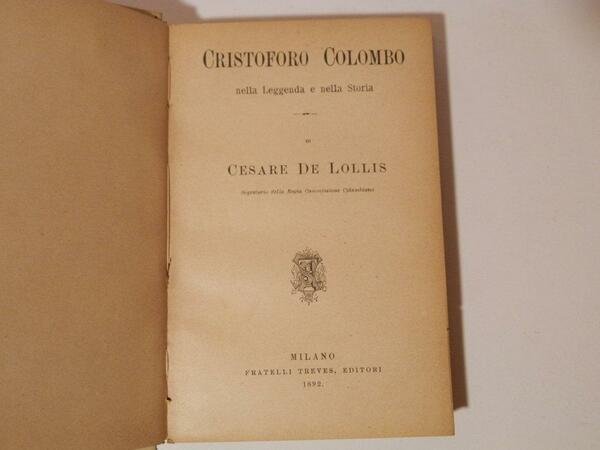 CRISTOFORO COLOMBO
nella Leggenda e nella Storia
DI
CESARE DE LOLLIS
Segretario della Regia Commissione Colombiana
MILANO
FRATELLI TREVES, EDITORI
1892.